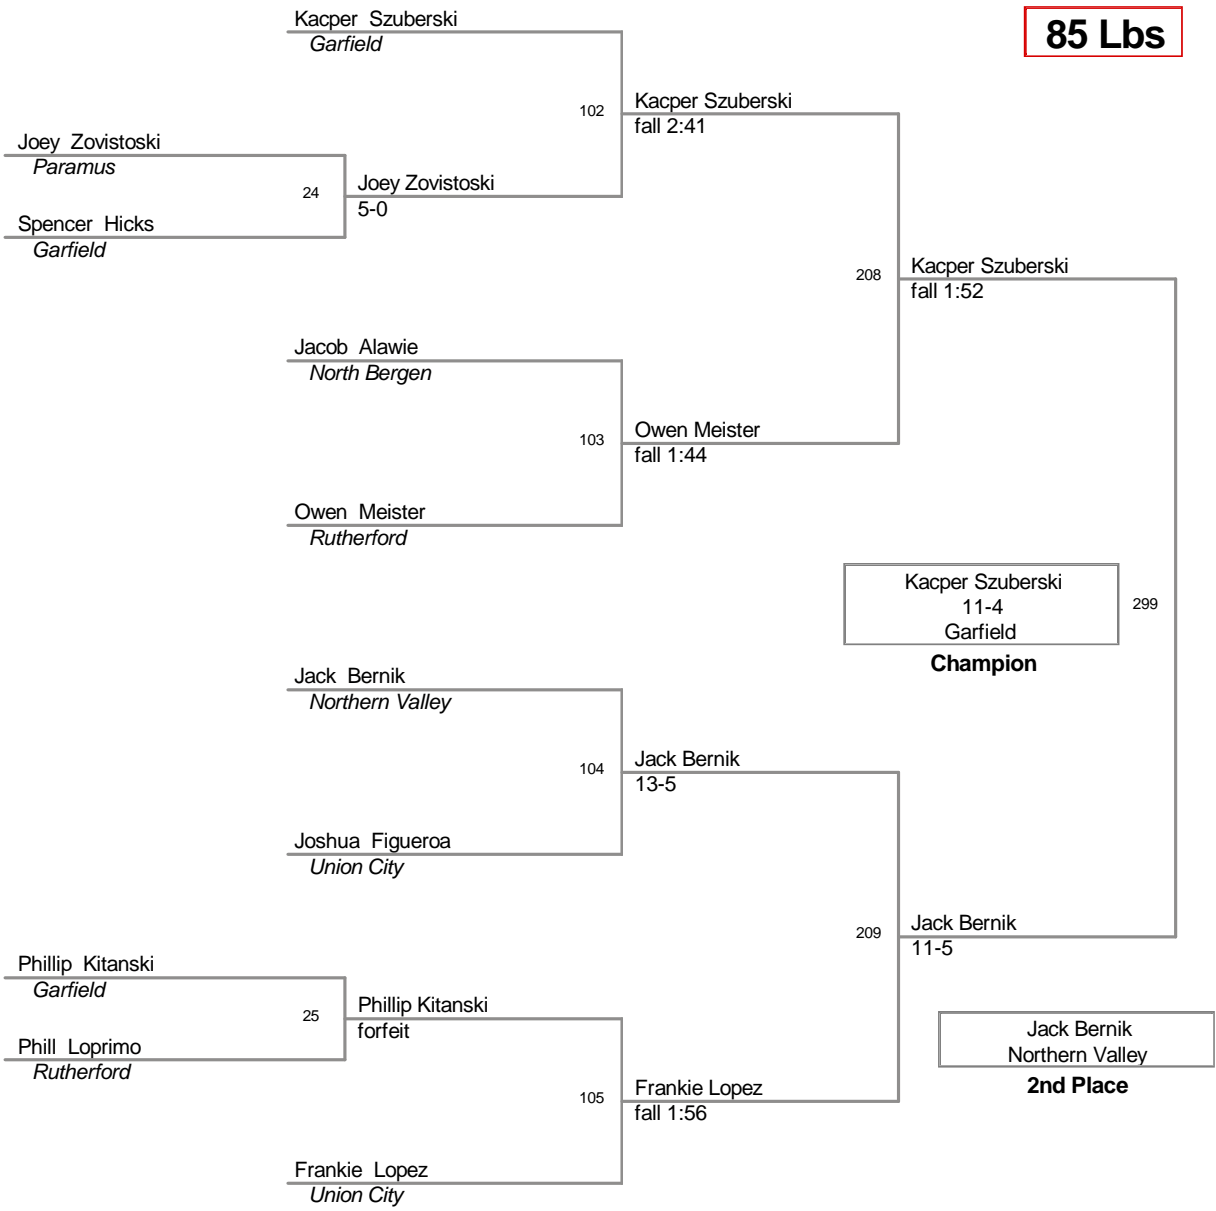 Kacper Szuberski
Garfield
85 Lbs
102
Kacper Szuberski
fall 2:41
Joey Zovistoski
Paramus
24
Joey Zovistoski
5-0
Spencer Hicks
Garfield
208
Kacper Szuberski
fall 1:52
Jacob Alawie
North Bergen
103
Owen Meister
fall 1:44
Owen Meister
Rutherford
Kacper Szuberski
11-4
Garfield
Champion
299
Jack Bernik
Northern Valley
104
Jack Bernik
13-5
Joshua Figueroa
Union City
209
Jack Bernik
11-5
Phillip Kitanski
Garfield
25
Phillip Kitanski
forfeit
Phill Loprimo
Rutherford
Jack Bernik
Northern Valley
2nd Place
105
Frankie Lopez
fall 1:56
Frankie Lopez
Union City